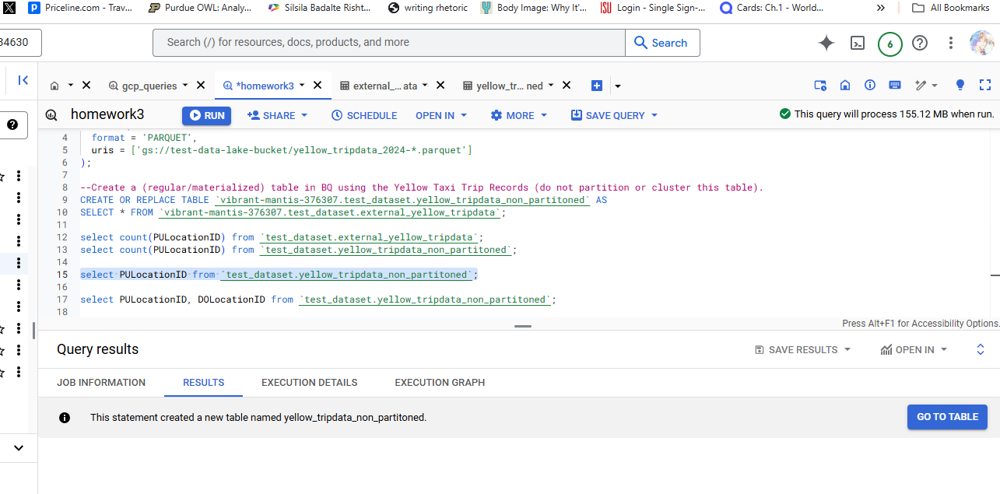 Priceline.com - Trav...
Purdue OWL: Analy...
Silsila Badalte Risht...
writing rhetoric
Body Image: Why It'...
Login - Single Sign-...
Cards: Ch.1 - World...
All Bookmarks
34630
Search (/) for resources, docs, products, and more
Search
6
gcp_queries
*homework3
external_... ata
yellow_tr... ned
homework3
RUN
SHARE
SCHEDULE
OPEN IN
MORE
SAVE QUERY
This query will process 155.12 MB when run.
4 format = 'PARQUET',
5 uris = ['gs://test-data-lake-bucket/yellow_tripdata_2024-*.parquet']
6 );
7
8 --Create a (regular/materialized) table in BQ using the Yellow Taxi Trip Records (do not partition or cluster this table).
9 CREATE OR REPLACE TABLE `vibrant-mantis-376307.test_dataset.yellow_tripdata_non_partitoned` AS
10 SELECT * FROM `vibrant-mantis-376307.test_dataset.external_yellow_tripdata`;
11
12 select count(PULocationID) from `test_dataset.external_yellow_tripdata`;
13 select count(PULocationID) from `test_dataset.yellow_tripdata_non_partitoned`;
14
15 select PULocationID from `test_dataset.yellow_tripdata_non_partitoned`;
16
17 select PULocationID, DOLocationID from `test_dataset.yellow_tripdata_non_partitoned`;
18
Press Alt+F1 for Accessibility Options.
Query results
SAVE RESULTS
OPEN IN
JOB INFORMATION
RESULTS
EXECUTION DETAILS
EXECUTION GRAPH
This statement created a new table named yellow_tripdata_non_partitoned.
GO TO TABLE